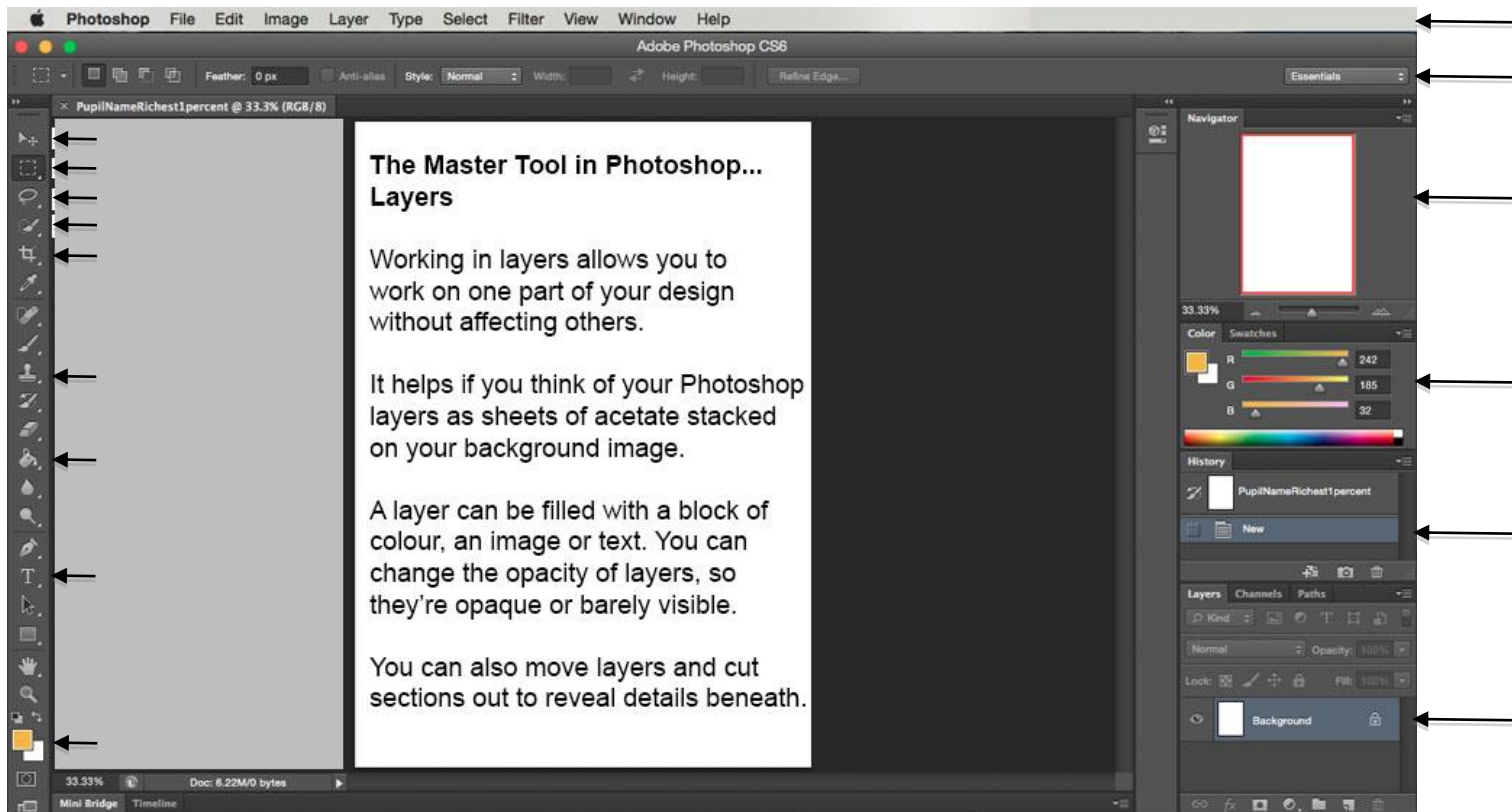 Photoshop File Edit Image Layer Type Select Filter View Window Help
Adobe Photoshop CS6
Feather: 0 px Anti-alias Style: Normal Width: Height: Refine Edge... Essentials
× PupilNameRichest1percent @ 33.3% (RGB/8)
The Master Tool in Photoshop...
Layers
Working in layers allows you to
work on one part of your design
without affecting others.
It helps if you think of your Photoshop
layers as sheets of acetate stacked
on your background image.
A layer can be filled with a block of
colour, an image or text. You can
change the opacity of layers, so
they're opaque or barely visible.
You can also move layers and cut
sections out to reveal details beneath.
33.33% Doc: 6.22M/0 bytes
Mini Bridge Timeline
Navigator
33.33%
Color Swatches
R 242
G 185
B 32
History
PupilNameRichest1percent
New
Layers Channels Paths
Kind
Normal Opacity: 100%
Lock: Fill: 100%
Background
fx